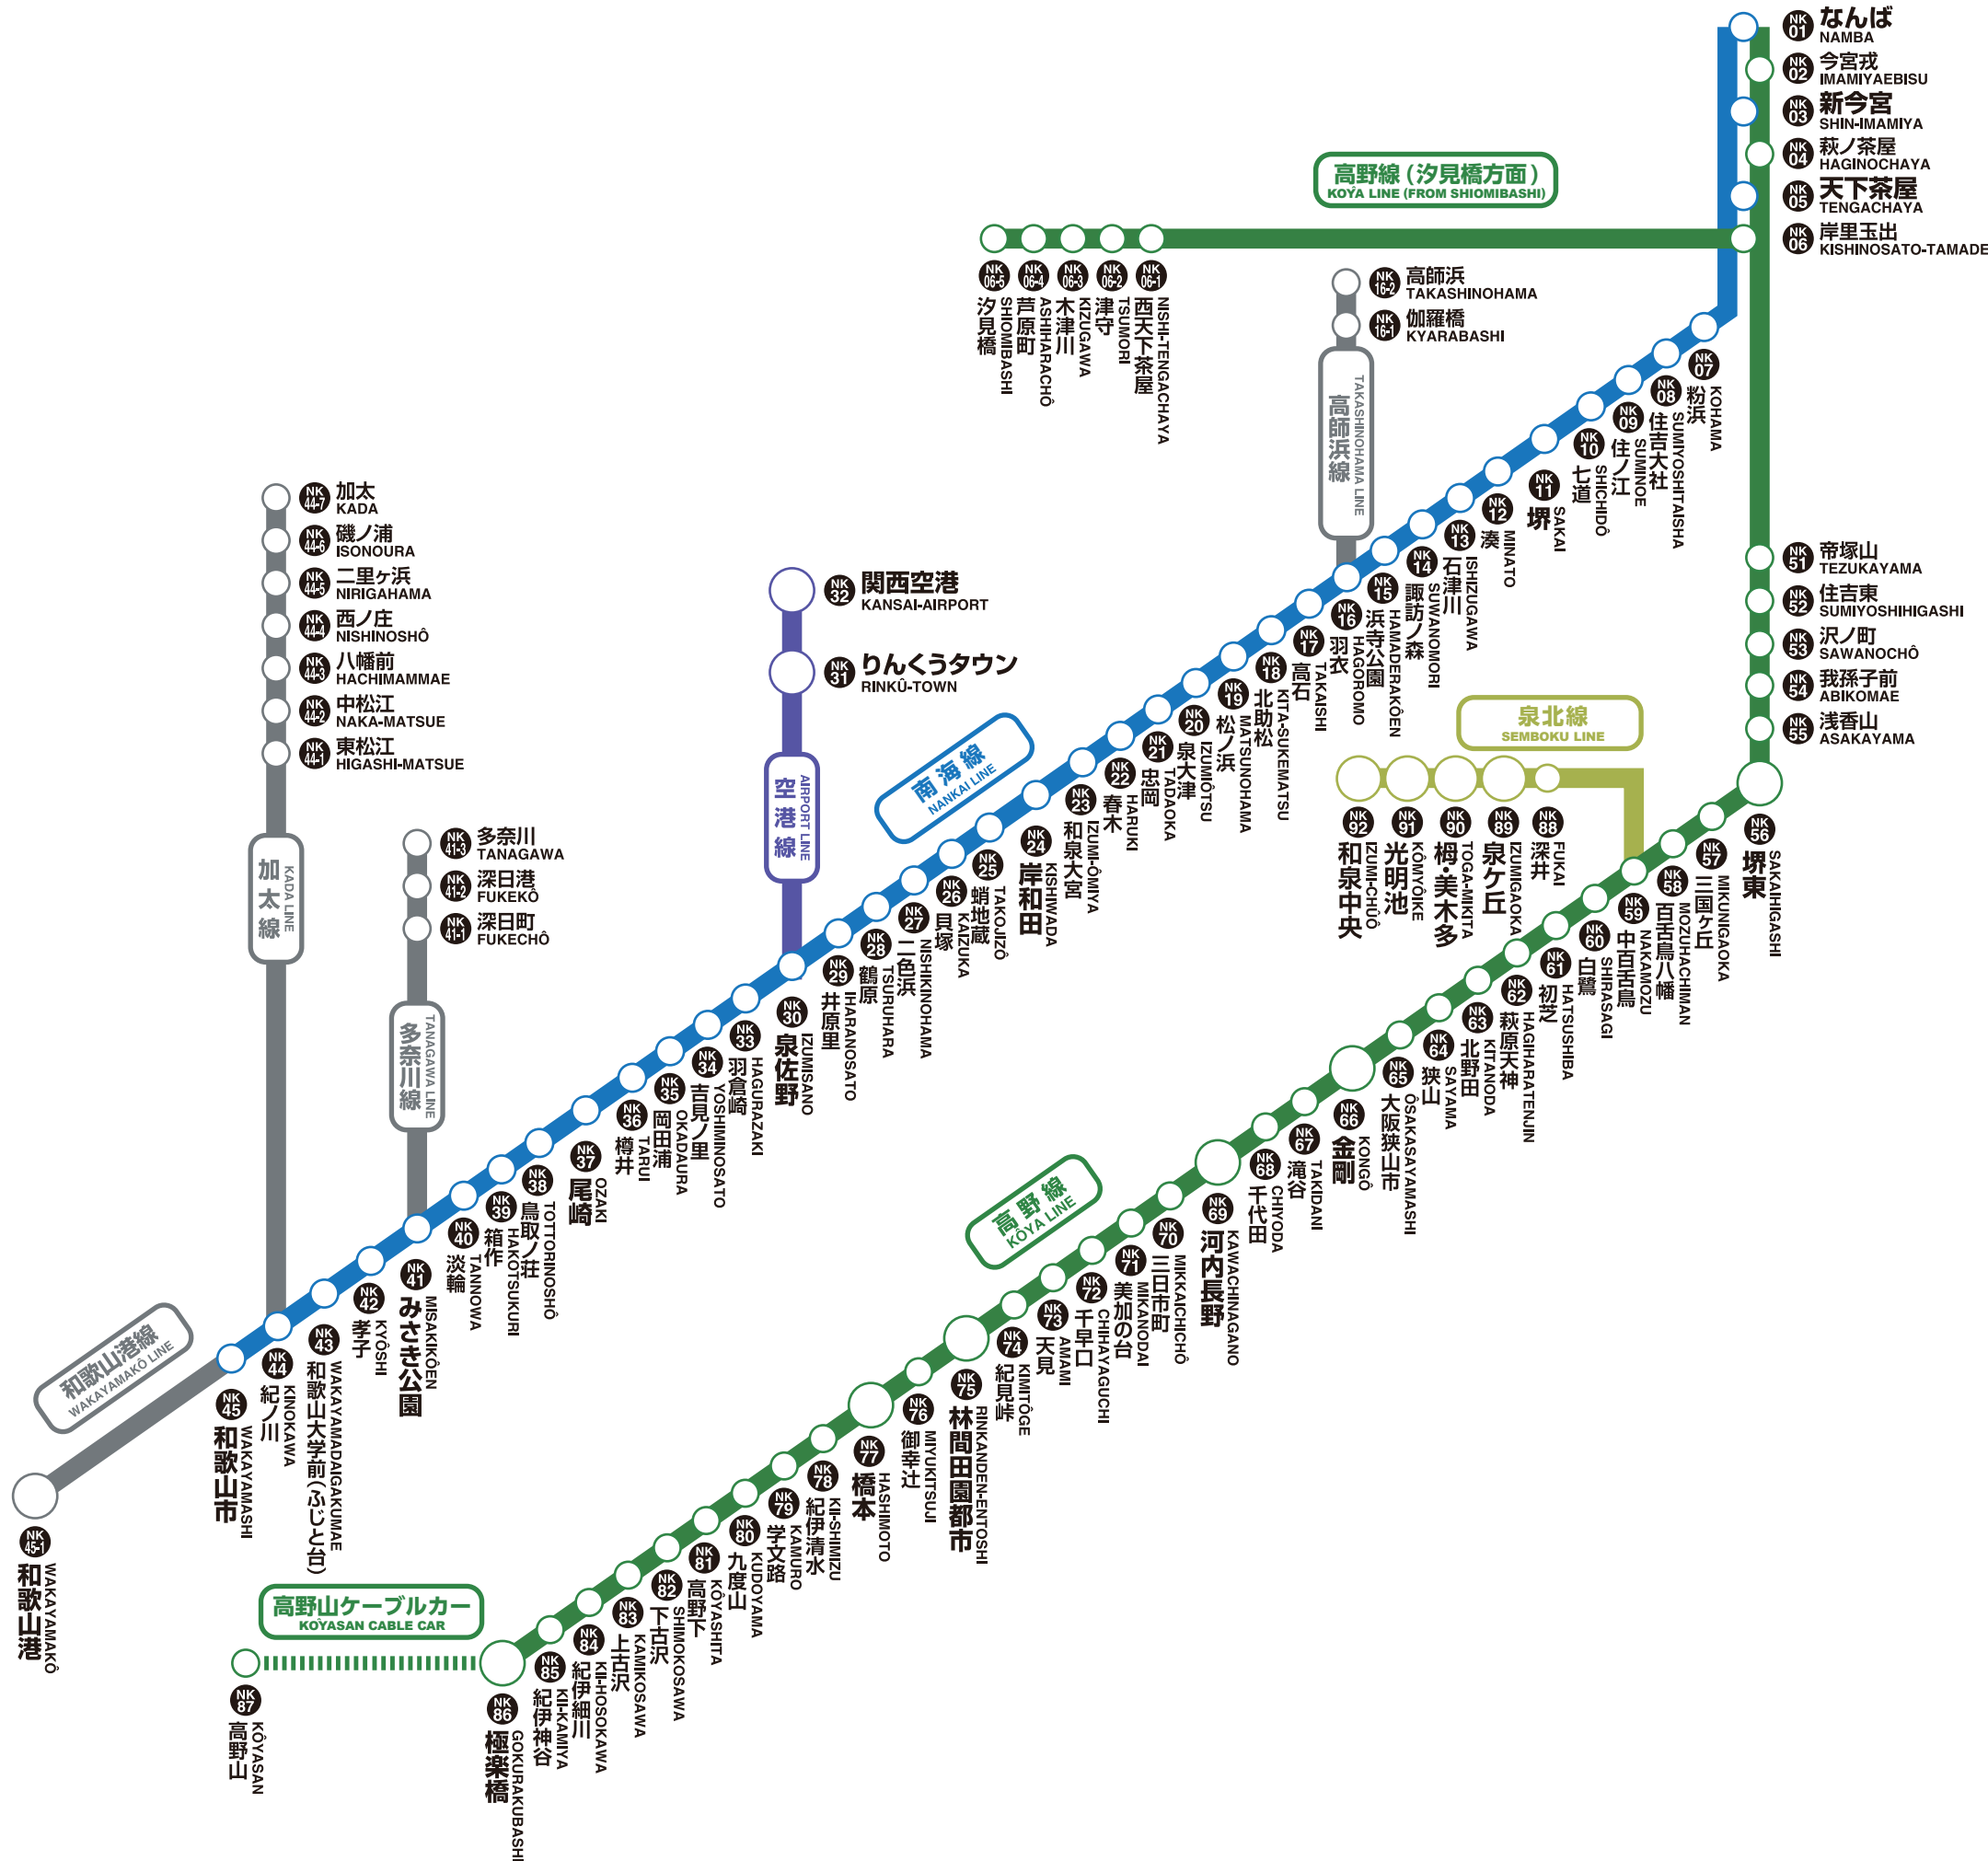 NK
01
なんば
NAMBA
NK
02
今宮戎
IMAMIYAEBISU
NK
03
新今宮
SHIN-IMAMIYA
NK
04
萩ノ茶屋
HAGINOCHAYA
NK
05
天下茶屋
TENGACHAYA
NK
06
岸里玉出
KISHINOSATO-TAMADE
高野線(汐見橋方面)
KOYA LINE (FROM SHIOMIBASHI)
NK
06-5
汐見橋
SHIOMIBASHI
NK
06-4
芦原町
ASHIHARACHÔ
NK
06-3
木津川
KIZUGAWA
NK
06-2
津守
TSUMORI
NK
06-1
西天下茶屋
NISHI-TENGACHAYA
NK
16-2
高師浜
TAKASHINOHAMA
NK
16-1
伽羅橋
KYARABASHI
高師浜線
TAKASHINOHAMA LINE
NK
07
粉浜
KOHAMA
NK
08
住吉大社
SUMIYOSHITAISHA
NK
09
住ノ江
SUMINOE
NK
10
七道
SHICHIDÔ
NK
11
堺
SAKAI
NK
12
湊
MINATO
NK
13
石津川
ISHIZUGAWA
NK
14
諏訪ノ森
SUWANOMORI
NK
15
浜寺公園
HAMADERAKÔEN
NK
16
羽衣
HAGOROMO
NK
17
高石
TAKAISHI
NK
18
北助松
KITA-SUKEMATSU
NK
19
松ノ浜
MATSUNOHAMA
NK
20
泉大津
IZUMIÔTSU
NK
21
忠岡
TADAOKA
NK
22
春木
HARUKI
NK
23
和泉大宮
IZUMI-ÔMIYA
NK
24
岸和田
KISHIWADA
NK
25
蛸地蔵
TAKOJIZÔ
NK
26
貝塚
KAIZUKA
NK
27
二色浜
NISHIKINOHAMA
NK
28
鶴原
TSURUHARA
NK
29
井原里
IHARANOSATO
NK
30
泉佐野
IZUMISANO
南海線
NANKAI LINE
NK
32
関西空港
KANSAI-AIRPORT
NK
31
りんくうタウン
RINKÛ-TOWN
空港線
AIRPORT LINE
NK
33
羽倉崎
HAGURAZAKI
NK
34
吉見ノ里
YOSHIMINOSATO
NK
35
岡田浦
OKADAURA
NK
36
樽井
TARUI
NK
37
尾崎
OZAKI
NK
38
鳥取ノ荘
TOTTORINOSHÔ
NK
39
箱作
HAKOTSUKURI
NK
40
淡輪
TANNOWA
NK
41
みさき公園
MISAKIKÔEN
NK
42
孝子
KYÔSHI
NK
43
和歌山大学前(ふじと台)
WAKAYAMADAIGAKUMAE
NK
44
紀ノ川
KINOKAWA
NK
45
和歌山市
WAKAYAMASHI
NK
41-3
多奈川
TANAGAWA
NK
41-2
深日港
FUKEKÔ
NK
41-1
深日町
FUKECHÔ
多奈川線
TANAGAWA LINE
NK
44-7
加太
KADA
NK
44-6
磯ノ浦
ISONOURA
NK
44-5
二里ヶ浜
NIRIGAHAMA
NK
44-4
西ノ庄
NISHINOSHÔ
NK
44-3
八幡前
HACHIMAMMAE
NK
44-2
中松江
NAKA-MATSUE
NK
44-1
東松江
HIGASHI-MATSUE
加太線
KADA LINE
和歌山港線
WAKAYAMAKÔ LINE
NK
45-1
和歌山港
WAKAYAMAKÔ
NK
51
帝塚山
TEZUKAYAMA
NK
52
住吉東
SUMIYOSHIHIGASHI
NK
53
沢ノ町
SAWANOCHÔ
NK
54
我孫子前
ABIKOMAE
NK
55
浅香山
ASAKAYAMA
NK
56
堺東
SAKAIHIGASHI
NK
57
三国ヶ丘
MIKUNIGAOKA
NK
58
百舌鳥八幡
MOZUHACHIMAN
NK
59
中百舌鳥
NAKAMOZU
NK
60
白鷺
SHIRASAGI
泉北線
SEMBOKU LINE
NK
92
和泉中央
IZUMI-CHÛÔ
NK
91
光明池
KÔMYÔIKE
NK
90
栂・美木多
TOGA-MIKITA
NK
89
泉ケ丘
IZUMIGAOKA
NK
88
深井
FUKAI
NK
61
初芝
HATSUSHIBA
NK
62
萩原天神
HAGIHARATENJIN
NK
63
北野田
KITANODA
NK
64
狭山
SAYAMA
NK
65
大阪狭山市
ÔSAKASAYAMASHI
NK
66
金剛
KONGÔ
NK
67
滝谷
TAKIDANI
NK
68
千代田
CHIYODA
NK
69
河内長野
KAWACHINAGANO
高野線
KÔYA LINE
NK
70
三日市町
MIKKAICHICHÔ
NK
71
美加の台
MIKANODAI
NK
72
千早口
CHIHAYAGUCHI
NK
73
天見
AMAMI
NK
74
紀見峠
KIMITÔGE
NK
75
林間田園都市
RINKANDEN-ENTOSHI
NK
76
御幸辻
MIYUKITSUJI
NK
77
橋本
HASHIMOTO
NK
78
紀伊清水
KII-SHIMIZU
NK
79
学文路
KAMURO
NK
80
九度山
KUDOYAMA
NK
81
高野下
KÔYASHITA
NK
82
下古沢
SHIMOKOSAWA
NK
83
上古沢
KAMIKOSAWA
NK
84
紀伊細川
KII-HOSOKAWA
NK
85
紀伊神谷
KII-KAMIYA
NK
86
極楽橋
GOKURAKUBASHI
高野山ケーブルカー
KOYASAN CABLE CAR
NK
87
高野山
KÔYASAN